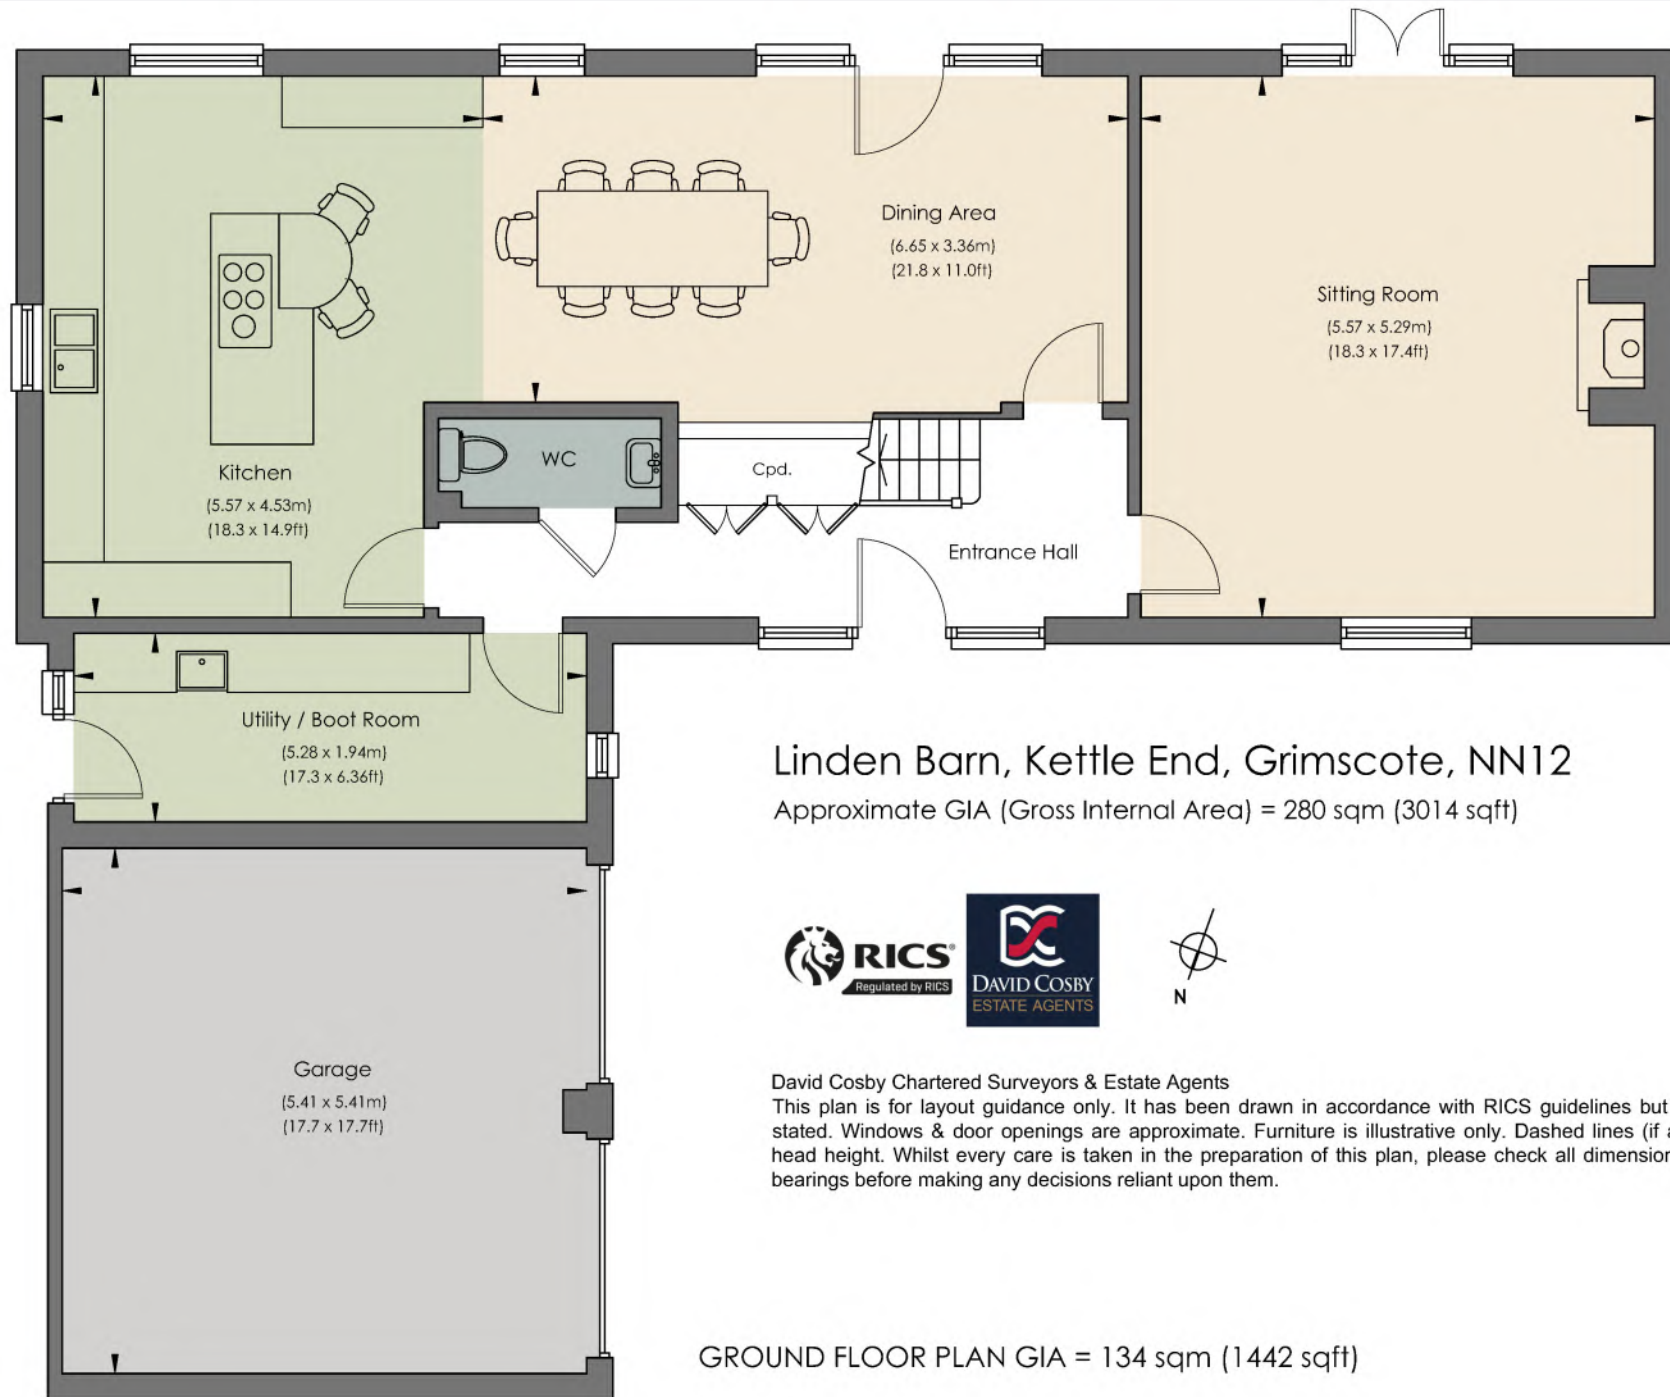 Dining Area
(6.65 x 3.36m)
(21.8 x 11.0ft)
Sitting Room
(5.57 x 5.29m)
(18.3 x 17.4ft)
Kitchen
(5.57 x 4.53m)
(18.3 x 14.9ft)
WC
Cpd.
Entrance Hall
Utility / Boot Room
(5.28 x 1.94m)
(17.3 x 6.36ft)
Linden Barn, Kettle End, Grimscote, NN12
Approximate GIA (Gross Internal Area) = 280 sqm (3014 sqft)
RICS
Regulated by RICS
DAVID COSBY
ESTATE AGENTS
N
Garage
(5.41 x 5.41m)
(17.7 x 17.7ft)
David Cosby Chartered Surveyors & Estate Agents
This plan is for layout guidance only. It has been drawn in accordance with RICS guidelines but
stated. Windows & door openings are approximate. Furniture is illustrative only. Dashed lines (if
head height. Whilst every care is taken in the preparation of this plan, please check all dimension
bearings before making any decisions reliant upon them.
GROUND FLOOR PLAN GIA = 134 sqm (1442 sqft)